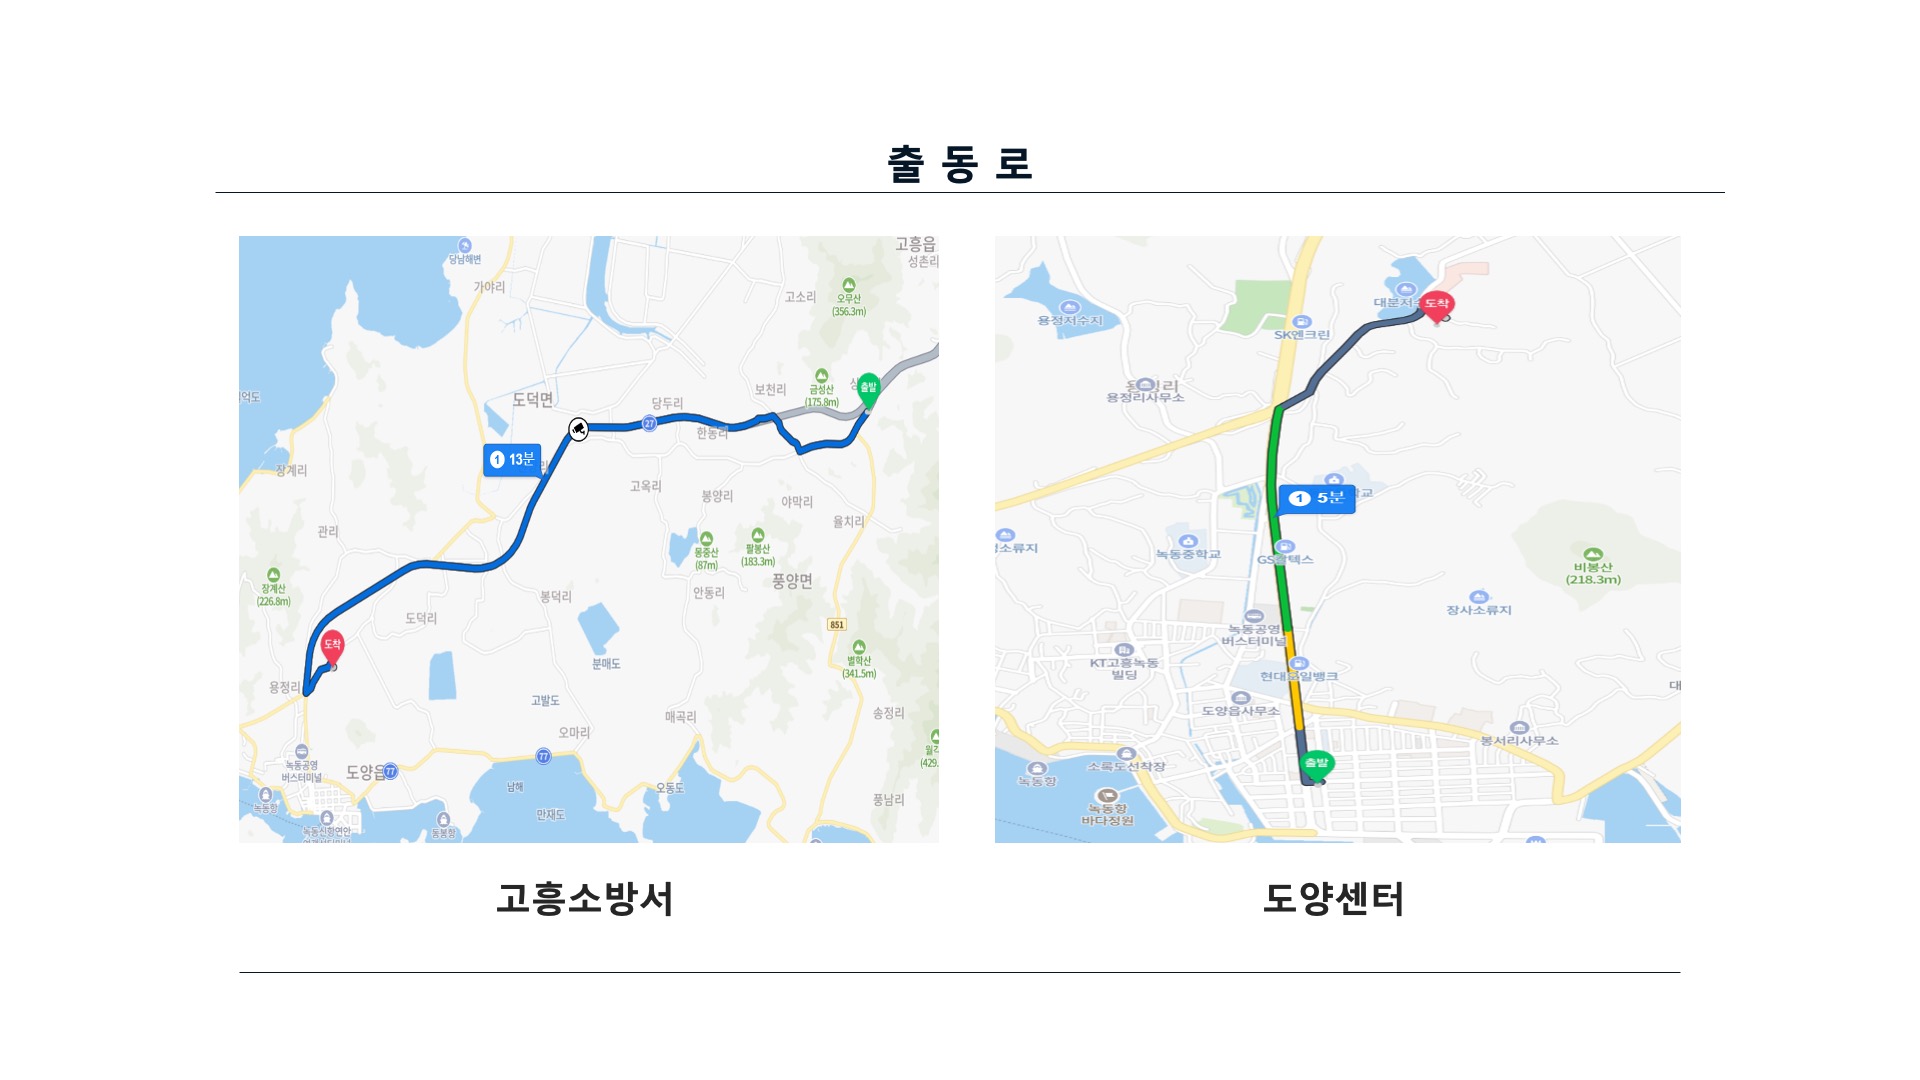 출 동 로
고흥읍
성촌리
당남해변
가야리
고소리
오무산
(356.3m)
보천리
금성산
(175.8m)
출발
도덕면
당두리
27
한동리
1 13분
장계리
고옥리
봉양리
야막리
율치리
관리
몽중산
(87m)
팔봉산
(183.3m)
풍양면
장계산
(226.8m)
봉덕리
안동리
도덕리
851
도착
분매도
별학산
(341.5m)
용정리
고발도
매곡리
송정리
오마리
녹동공영
버스터미널
도양읍
77
77
남해
오동도
만재도
풍남리
녹동항
녹동신항연안
동봉항
고흥소방서
대분저수
도착
용정저수지
SK엔크린
용정리
용정리사무소
1 5분
녹동중학교
GS칼텍스
비봉산
(218.3m)
장사소류지
녹동공영
버스터미널
KT고흥녹동
빌딩
현대오일뱅크
도양읍사무소
봉서리사무소
출발
소록도선착장
녹동항
녹동항
바다정원
도양센터